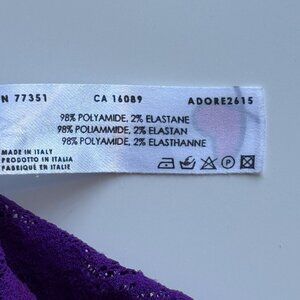 N 77351 CA 16089 ADORE2615
98% POLYAMIDE, 2% ELASTANE
98% POLIAMMIDE, 2% ELASTAN
98% POLYAMIDE, 2% ELASTHANNE
MADE IN ITALY
PRODOTTO IN ITALIA
FABRIQUÉ EN ITALIE